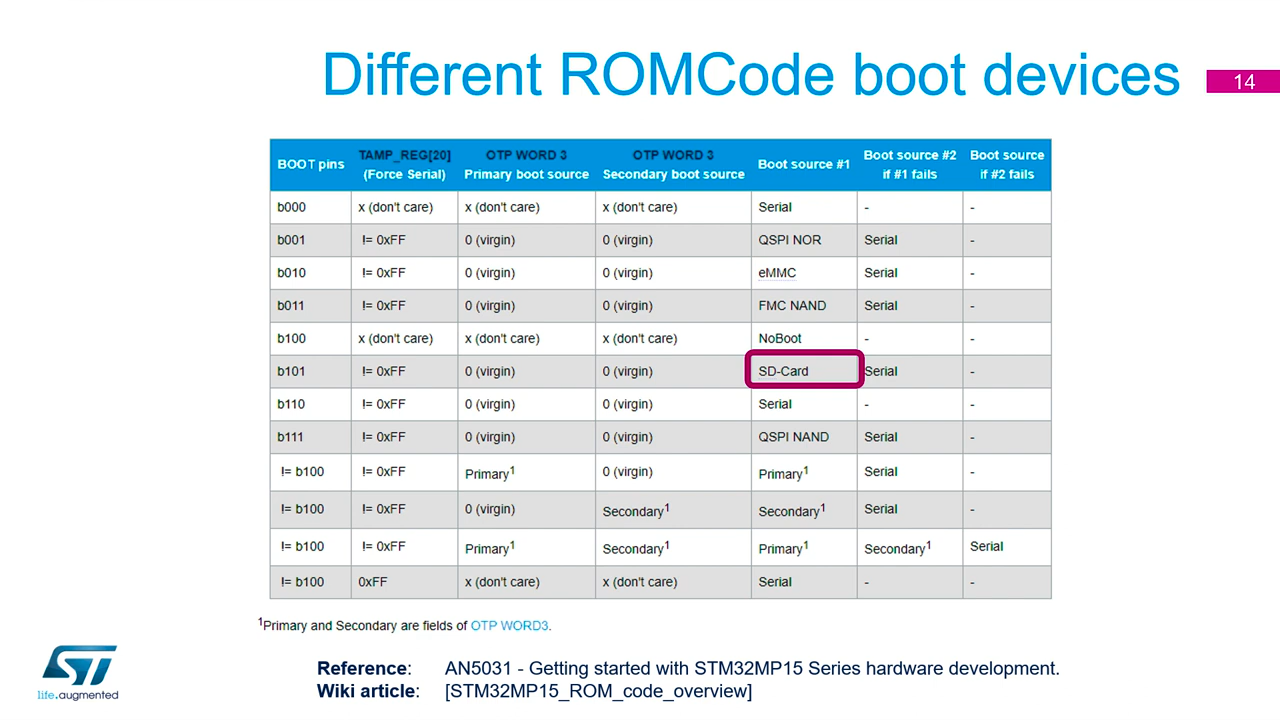 Different ROMCode boot devices
14
BOOT pins TAMP_REG[20] (Force Serial) OTP WORD 3 Primary boot source OTP WORD 3 Secondary boot source Boot source #1 Boot source #2 if #1 fails Boot source if #2 fails
b000 x (don't care) x (don't care) x (don't care) Serial - -
b001 != 0xFF 0 (virgin) 0 (virgin) QSPI NOR Serial -
b010 != 0xFF 0 (virgin) 0 (virgin) eMMC Serial -
b011 != 0xFF 0 (virgin) 0 (virgin) FMC NAND Serial -
b100 x (don't care) x (don't care) x (don't care) NoBoot - -
b101 != 0xFF 0 (virgin) 0 (virgin) SD-Card Serial -
b110 != 0xFF 0 (virgin) 0 (virgin) Serial - -
b111 != 0xFF 0 (virgin) 0 (virgin) QSPI NAND Serial -
!= b100 != 0xFF Primary1 0 (virgin) Primary1 Serial -
!= b100 != 0xFF 0 (virgin) Secondary1 Secondary1 Serial -
!= b100 != 0xFF Primary1 Secondary1 Primary1 Secondary1 Serial
!= b100 0xFF x (don't care) x (don't care) Serial - -
1Primary and Secondary are fields of OTP WORD3.
Reference: AN5031 - Getting started with STM32MP15 Series hardware development.
Wiki article: [STM32MP15_ROM_code_overview]
ST
life.augmented